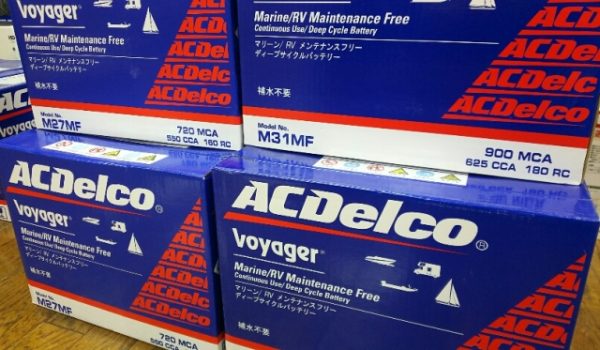 Voyager®
Marine/RV Maintenance Free
Continuous Use/ Deep Cycle Battery
マリーン/ RV メンテナンスフリー
ディープサイクルバッテリー
補水不要
ACDelco
Model No.
M27MF
720 MCA
550 CCA 160 RC
Marine/RV Maintenance Free
Continuous Use/ Deep Cycle Battery
マリーン/ RV メンテナンスフリー
ディープサイクルバッテリー
補水不要
ACDelco
ACDelco
ACDelco
Model No.
M31MF
900 MCA
625 CCA 180 RC
Voyager
ACDelco®
Voyager®
Marine/RV Maintenance Free
Continuous Use/ Deep Cycle Battery
マリーン/ RV メンテナンスフリー
ディープサイクルバッテリー
補水不要
Model No.
M27MF
720 MCA
550 CCA 160 RC
ACDelco®
Voyager®
Marine/RV Maintenance Free
Continuous Use/ Deep Cycle Battery
マリーン/ RV メンテナンスフリー
ディープサイクルバッテリー
補水不要